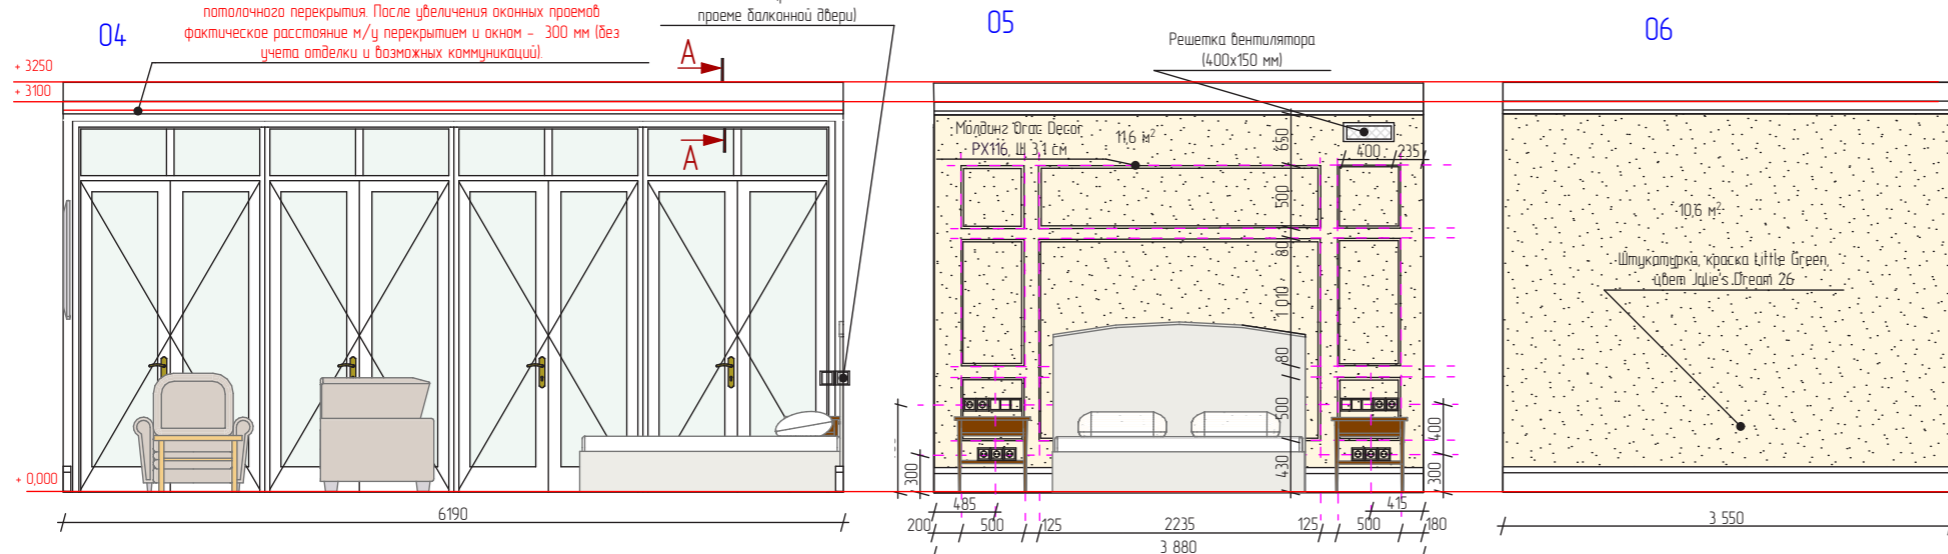 потолочного перекрытия. После увеличения оконных проемов
фактическое расстояние м/у перекрытием и окном - 300 мм (без
учета отделки и возможных коммуникаций).
04
проеме балконной двери)
05
06
+ 3250
+ 3100
+ 0,000
А
А
6190
Решетка вентилятора
(400х150 мм)
Молдинг Orac Decor
PX116, Ш 3.1 см
11,6 м²
650
400
235
500
80
1 010
80
500
430
300
400
300
485
415
200
500
125
2235
125
500
180
3 880
10,6 м²
Штукатурка, краска Little Green,
цвет Julie's Dream 26
3 550